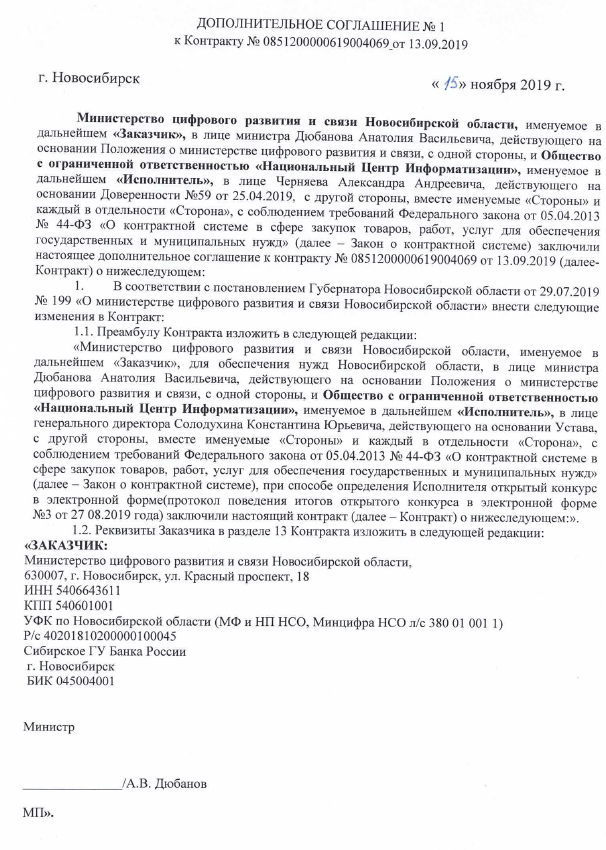 ДОПОЛНИТЕЛЬНОЕ СОГЛАШЕНИЕ № 1
к Контракту № 0851200000619004069 от 13.09.2019
г. Новосибирск « 15» ноября 2019 г.
Министерство цифрового развития и связи Новосибирской области, именуемое в
дальнейшем «Заказчик», в лице министра Дюбанова Анатолия Васильевича, действующего на
основании Положения о министерстве цифрового развития и связи, с одной стороны, и Общество
с ограниченной ответственностью «Национальный Центр Информатизации», именуемое в
дальнейшем «Исполнитель», в лице Черняева Александра Андреевича, действующего на
основании Доверенности №59 от 25.04.2019, с другой стороны, вместе именуемые «Стороны» и
каждый в отдельности «Сторона», с соблюдением требований Федерального закона от 05.04.2013
№ 44-ФЗ «О контрактной системе в сфере закупок товаров, работ, услуг для обеспечения
государственных и муниципальных нужд» (далее – Закон о контрактной системе) заключили
настоящее дополнительное соглашение к контракту № 0851200000619004069 от 13.09.2019 (далее-
Контракт) о нижеследующем:
1. В соответствии с постановлением Губернатора Новосибирской области от 29.07.2019
№ 199 «О министерстве цифрового развития и связи Новосибирской области» внести следующие
изменения в Контракт:
1.1. Преамбулу Контракта изложить в следующей редакции:
«Министерство цифрового развития и связи Новосибирской области, именуемое в
дальнейшем «Заказчик», для обеспечения нужд Новосибирской области, в лице министра
Дюбанова Анатолия Васильевича, действующего на основании Положения о министерстве
цифрового развития и связи, с одной стороны, и Общество с ограниченной ответственностью
«Национальный Центр Информатизации», именуемое в дальнейшем «Исполнитель», в лице
генерального директора Солодухина Константина Юрьевича, действующего на основании Устава,
с другой стороны, вместе именуемые «Стороны» и каждый в отдельности «Сторона», с
соблюдением требований Федерального закона от 05.04.2013 № 44-ФЗ «О контрактной системе в
сфере закупок товаров, работ, услуг для обеспечения государственных и муниципальных нужд»
(далее – Закон о контрактной системе), при способе определения Исполнителя открытый конкурс
в электронной форме(протокол поведения итогов открытого конкурса в электронной форме
№3 от 27 08.2019 года) заключили настоящий контракт (далее – Контракт) о нижеследующем:».
1.2. Реквизиты Заказчика в разделе 13 Контракта изложить в следующей редакции:
«ЗАКАЗЧИК:
Министерство цифрового развития и связи Новосибирской области,
630007, г. Новосибирск, ул. Красный проспект, 18
ИНН 5406643611
КПП 540601001
УФК по Новосибирской области (МФ и НП НСО, Минцифра НСО л/с 380 01 001 1)
Р/с 40201810200000100045
Сибирское ГУ Банка России
г. Новосибирск
БИК 045004001
Министр
_______________/А.В. Дюбанов
МП».